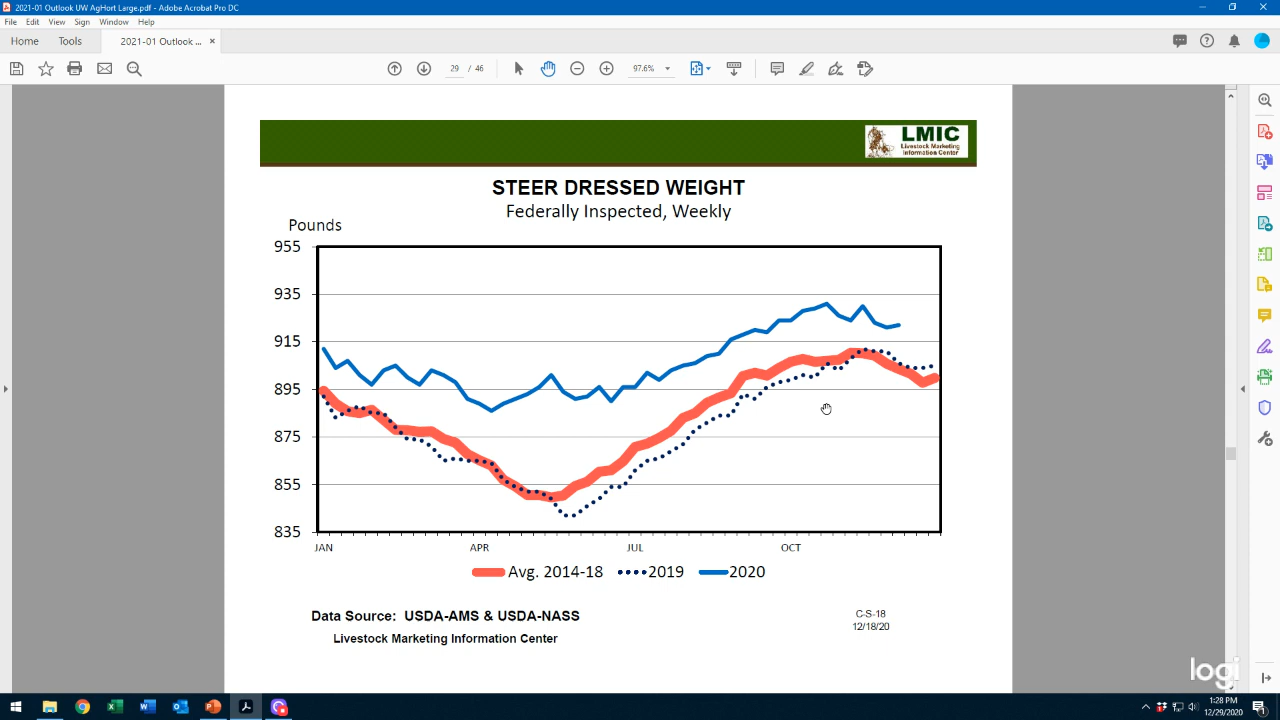 2021-01 Outlook UW AgHort Large.pdf - Adobe Acrobat Pro DC
File Edit View Sign Window Help
Home Tools 2021-01 Outlook ... ×
29 / 46 97.6%
LMIC
Livestock Marketing
Information Center
STEER DRESSED WEIGHT
Federally Inspected, Weekly
Pounds
955
935
915
895
875
855
835
JAN APR JUL OCT
Avg. 2014-18 2019 2020
Data Source: USDA-AMS & USDA-NASS
Livestock Marketing Information Center
C-S-18
12/18/20
logi
1:28 PM
12/29/2020